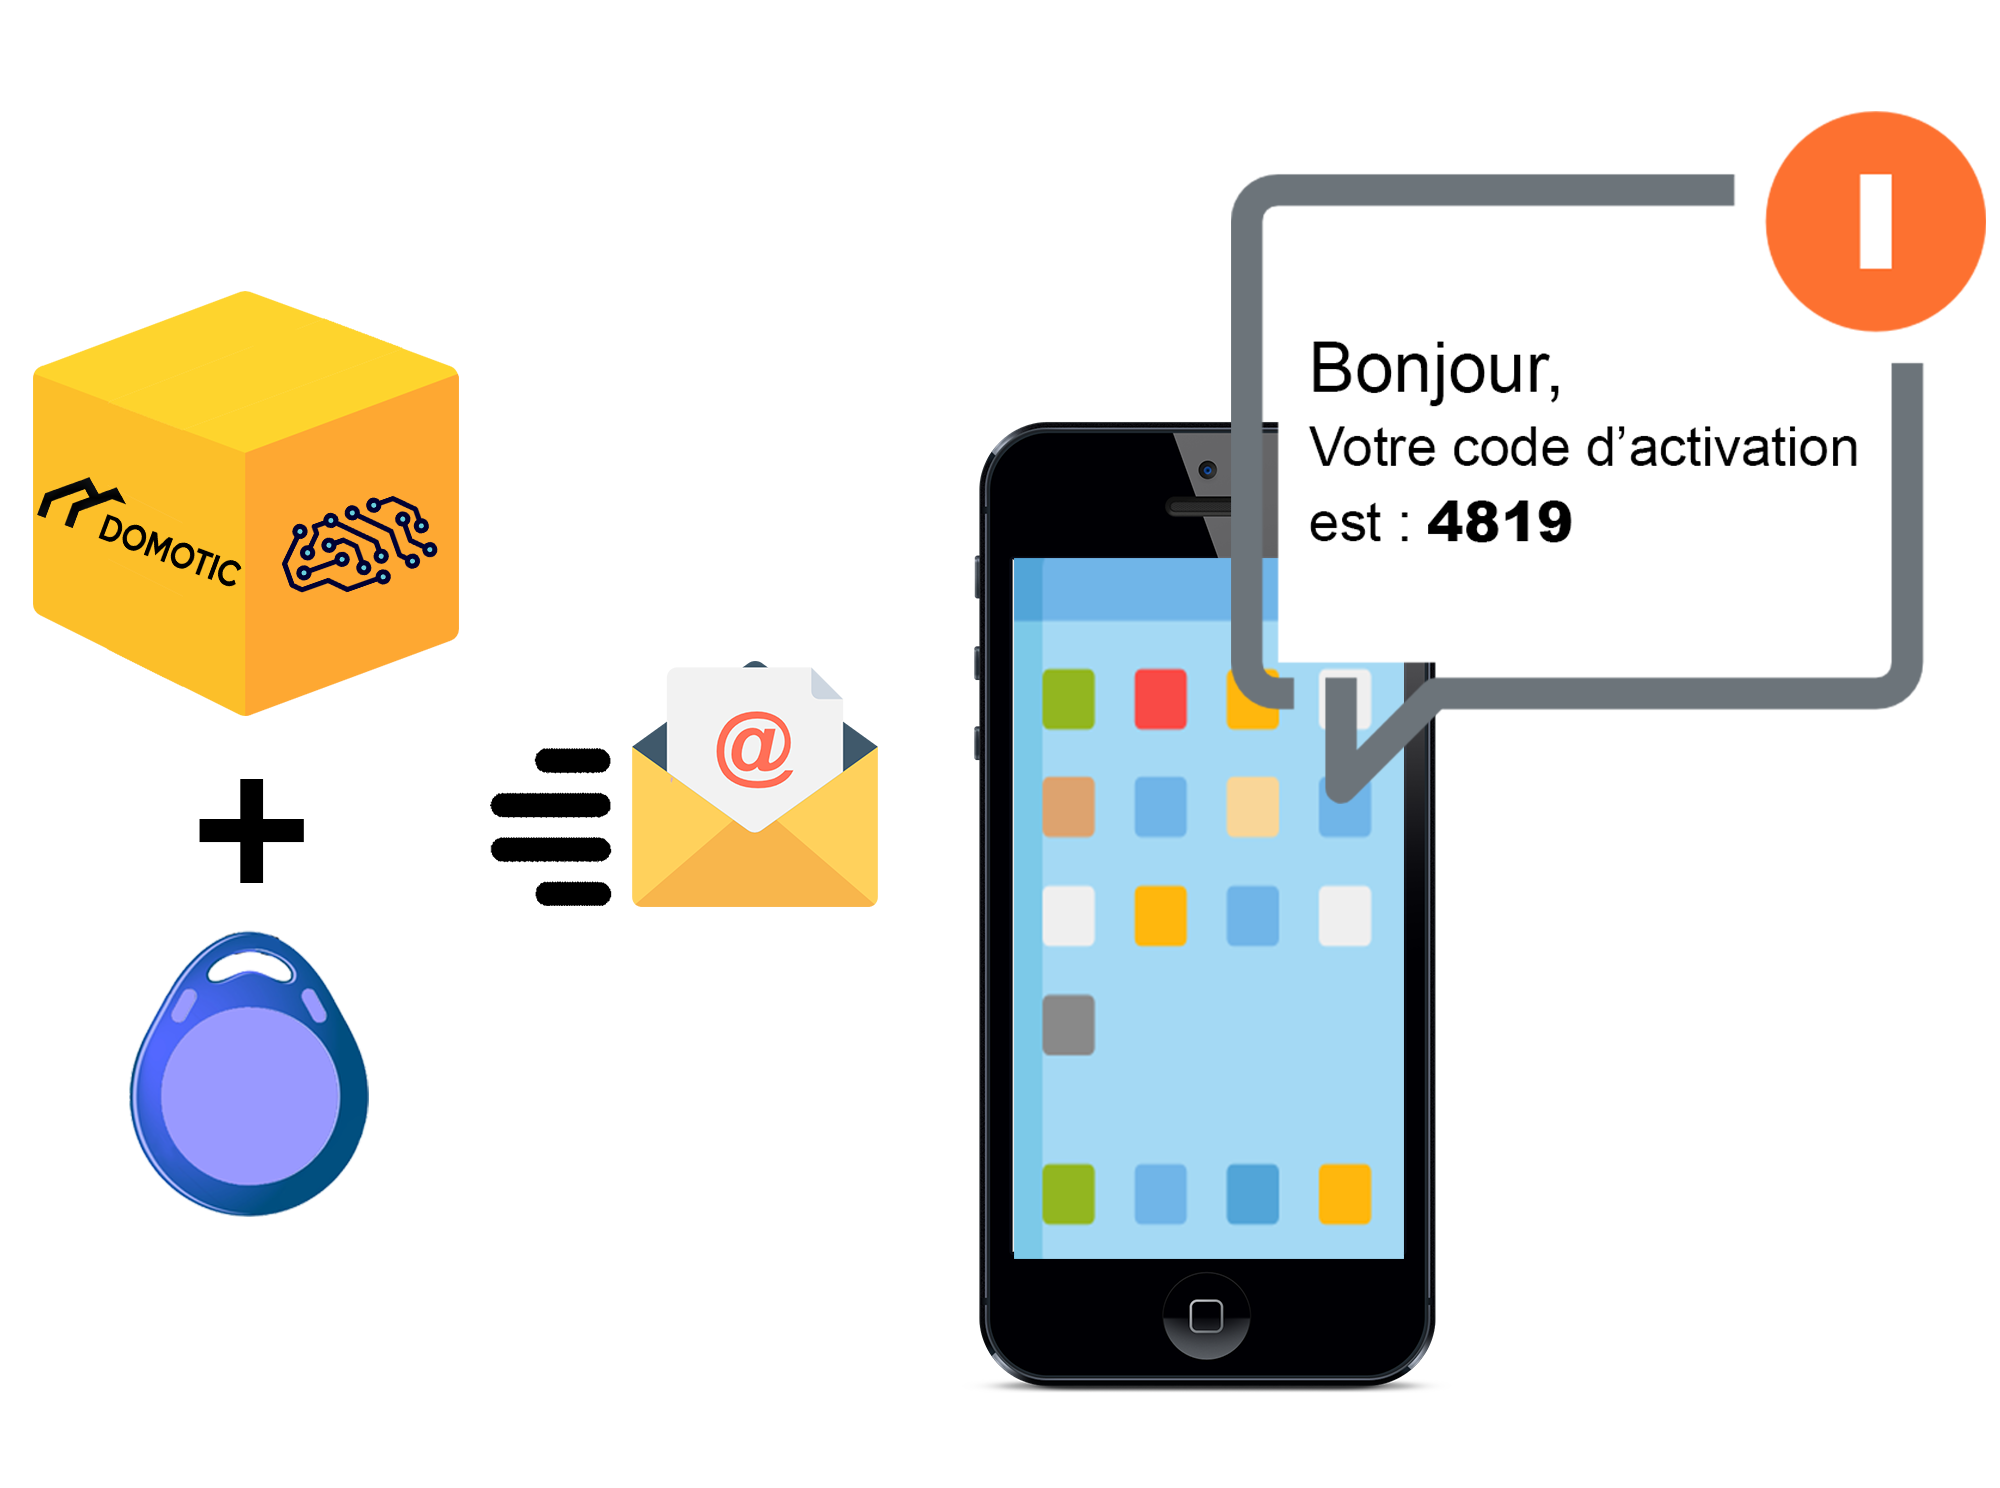 DOMOTIC
@
I
Bonjour,
Votre code d’activation
est : 4819